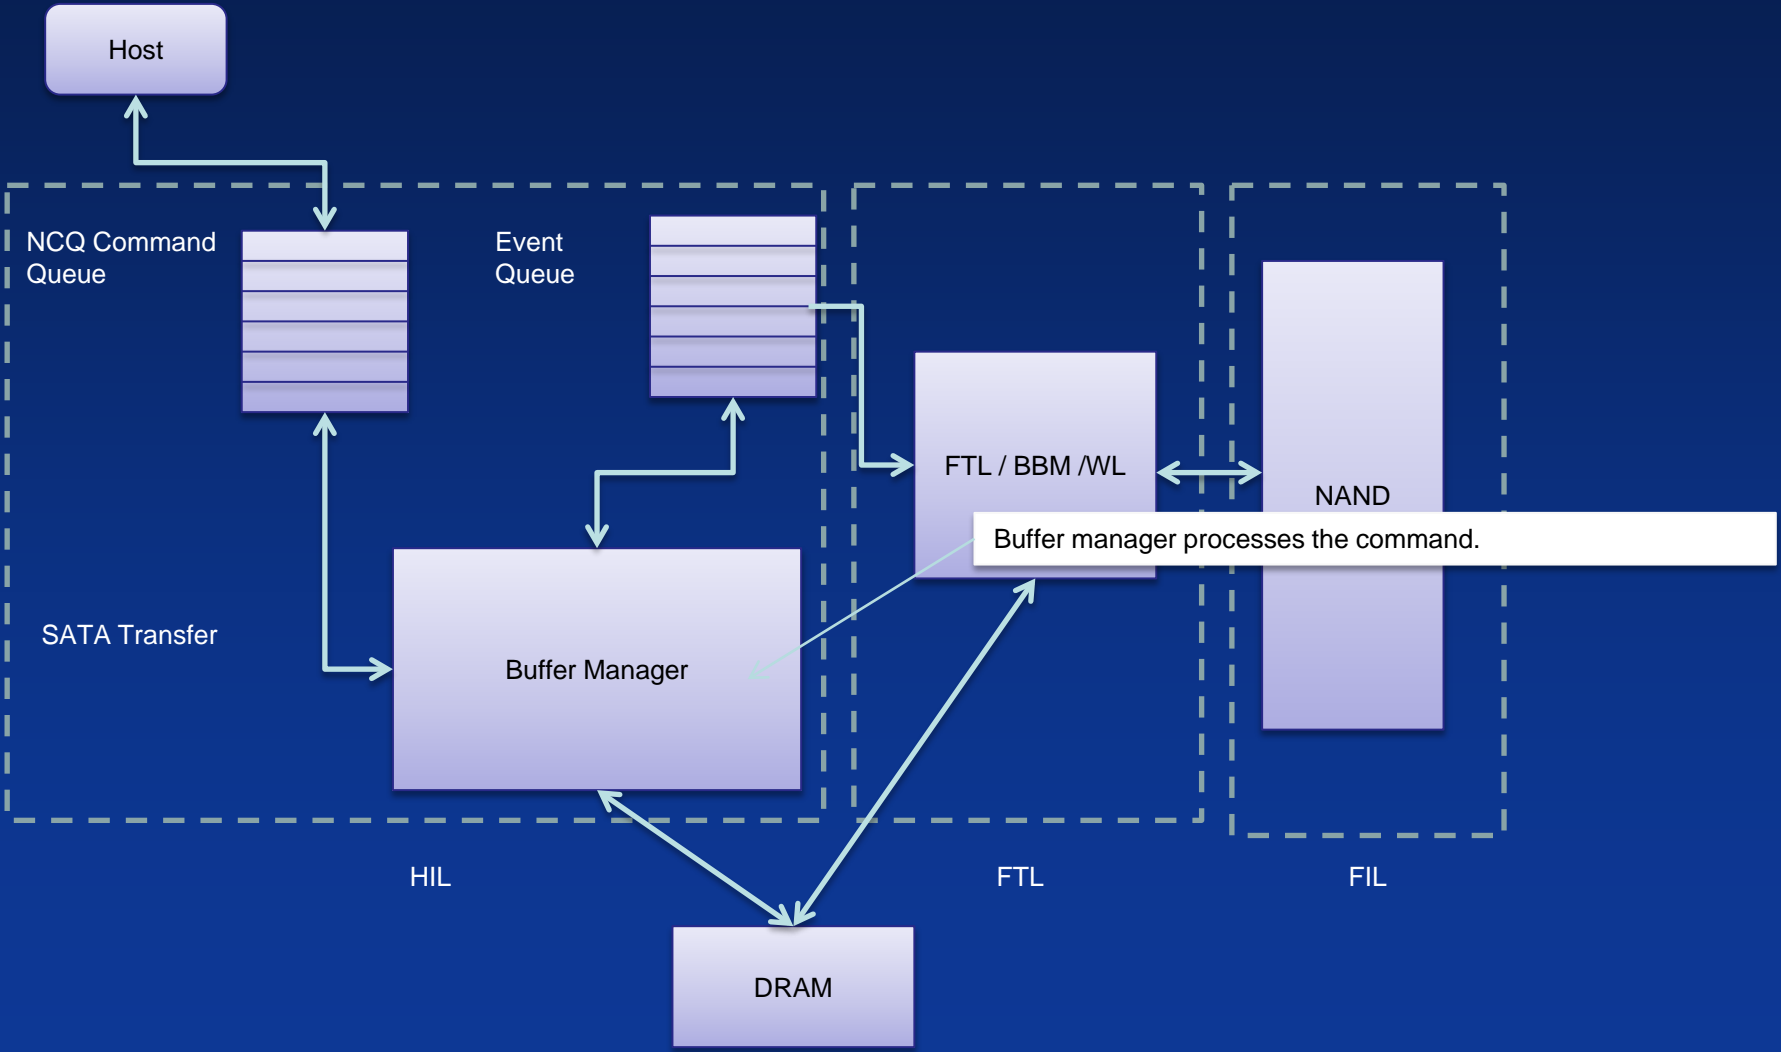 Host
NCQ Command
Queue
Event
Queue
FTL / BBM /WL
NAND
Buffer manager processes the command.
SATA Transfer
Buffer Manager
HIL
FTL
FIL
DRAM